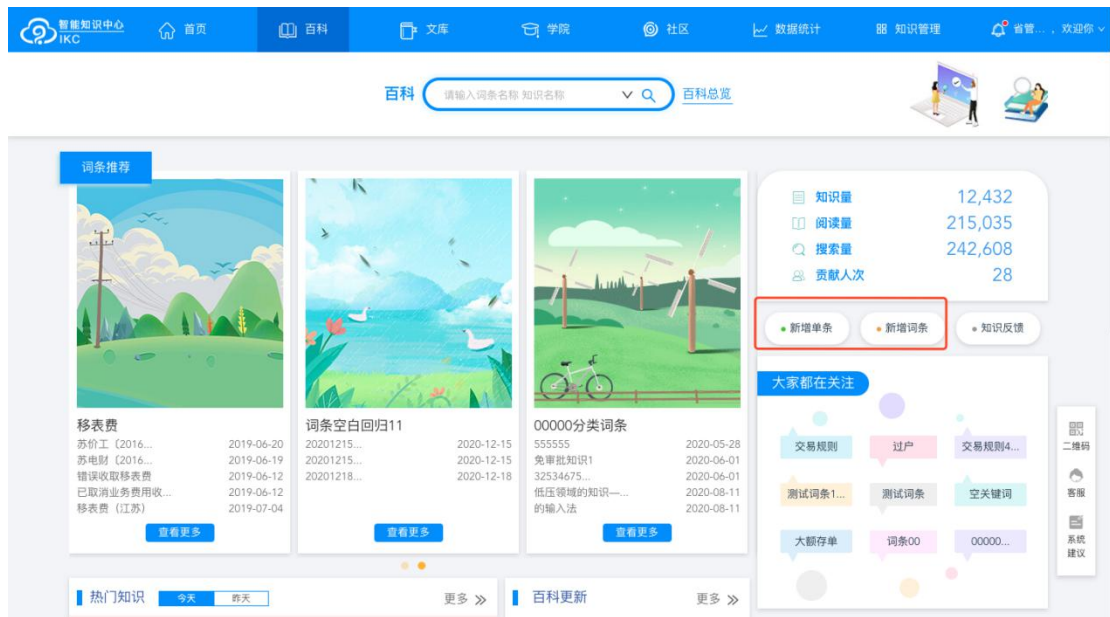 智能知识中心
IKC
首页
百科
文库
学院
社区
数据统计
知识管理
省管... , 欢迎你
百科
请输入词条名称 知识名称
百科总览
词条推荐
移表费
苏价工（2016... 2019-06-20
苏电财（2016... 2019-06-19
错误收取移表费 2019-06-12
已取消业务费用收... 2019-06-12
移表费（江苏） 2019-07-04
查看更多
词条空白回归11
20201215... 2020-12-15
20201215... 2020-12-15
20201218... 2020-12-18
查看更多
00000分类词条
555555 2020-05-28
免审批知识1 2020-06-01
32534675... 2020-06-01
低压领域的知识—... 2020-08-11
的输入法 2020-08-11
查看更多
知识量 12,432
阅读量 215,035
搜索量 242,608
贡献人次 28
新增单条
新增词条
知识反馈
大家都在关注
交易规则
过户
交易规则4...
测试词条1...
测试词条
空关键词
大额存单
词条00
00000...
二维码
客服
系统
建议
热门知识
今天
昨天
更多
百科更新
更多